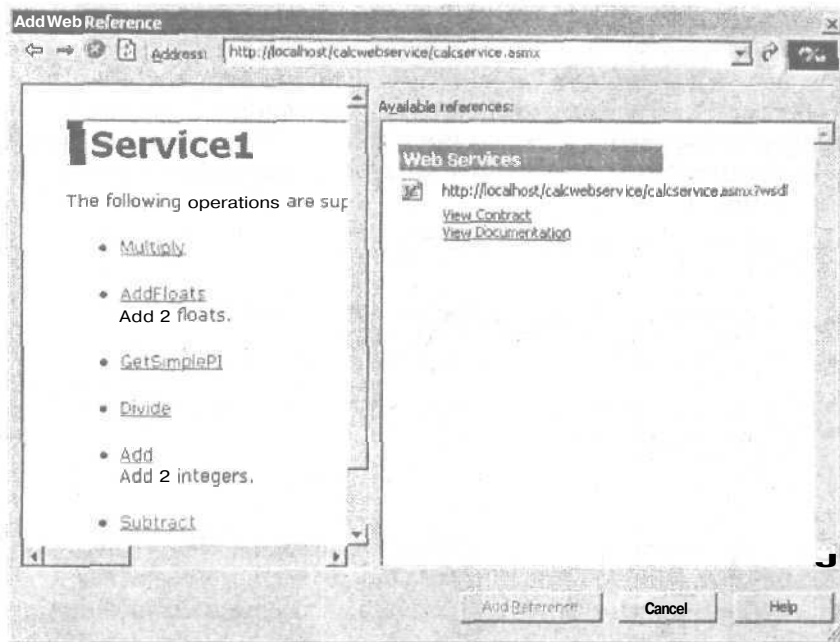 Add Web Reference
Address: http://localhost/calcwebservice/calcservice.asmx
Service1
The following operations are sup
Multiply
AddFloats
Add 2 floats.
GetSimplePI
Divide
Add
Add 2 integers.
Subtract
Available references:
Web Services
http://localhost/calcwebservice/calcservice.asmx?wsdl
View Contract
View Documentation
Add Reference Cancel Help